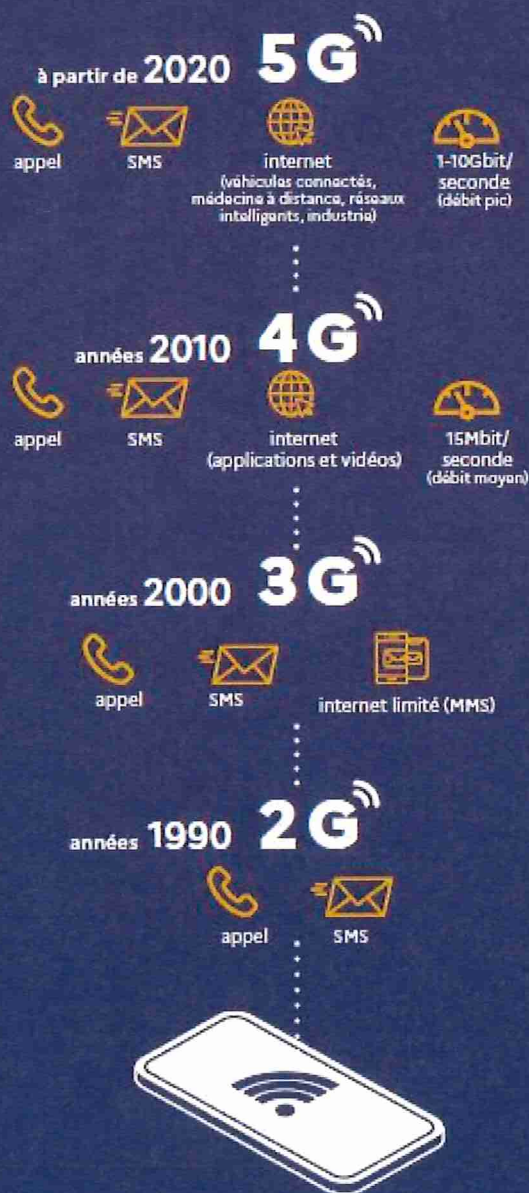 à partir de 2020 5G
appel
SMS
internet
(véhicules connectés,
médecine à distance, réseaux
intelligents, industrie)
1-10Gbit/
seconde
(débit pic)
années 2010 4G
appel
SMS
internet
(applications et vidéos)
15Mbit/
seconde
(débit moyen)
années 2000 3G
appel
SMS
internet limité (MMS)
années 1990 2G
appel
SMS